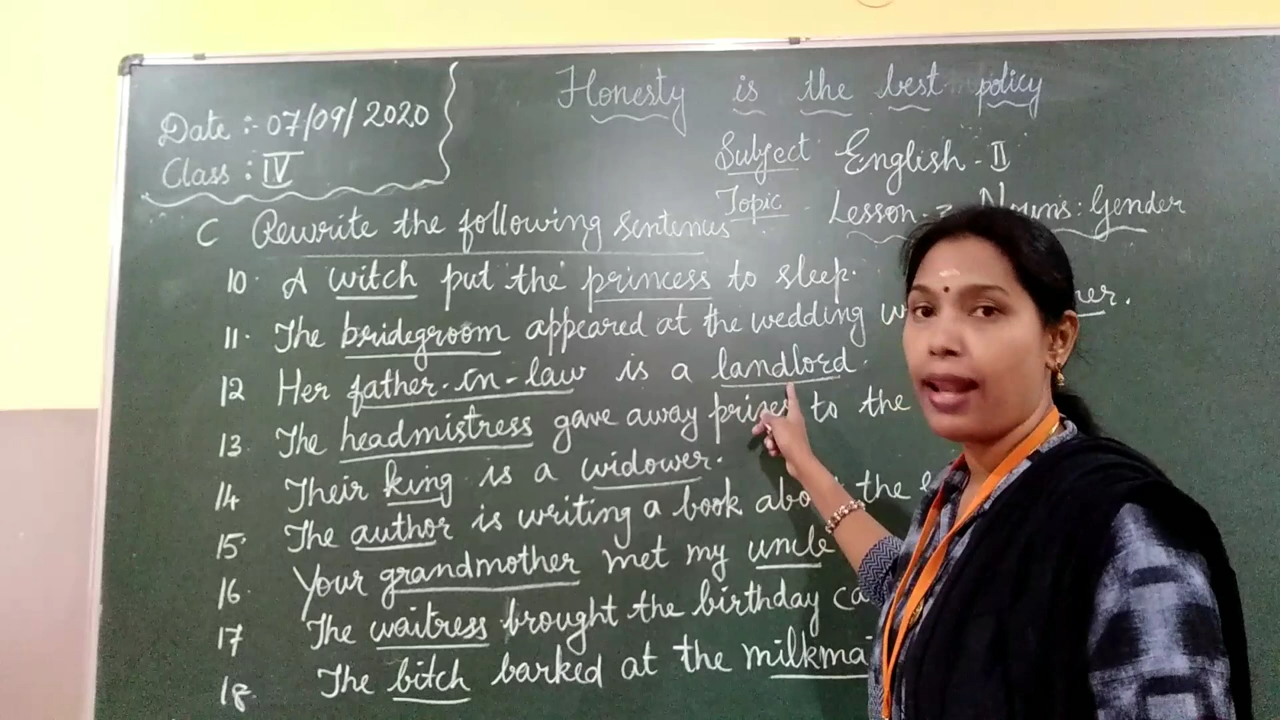 Honesty is the best policy
Date :- 07/09/2020
Class : IV
Subject English - II
Topic - Lesson - Nouns: Gender
C Rewrite the following sentences
10. A witch put the princess to sleep.
11. The bridegroom appeared at the wedding
12 Her father-in-law is a landlord.
13 The headmistress gave away prizes to the
14 Their king is a widower.
15 The author is writing a book about the
16. Your grandmother met my uncle
17 The waitress brought the birthday
18. The bitch barked at the